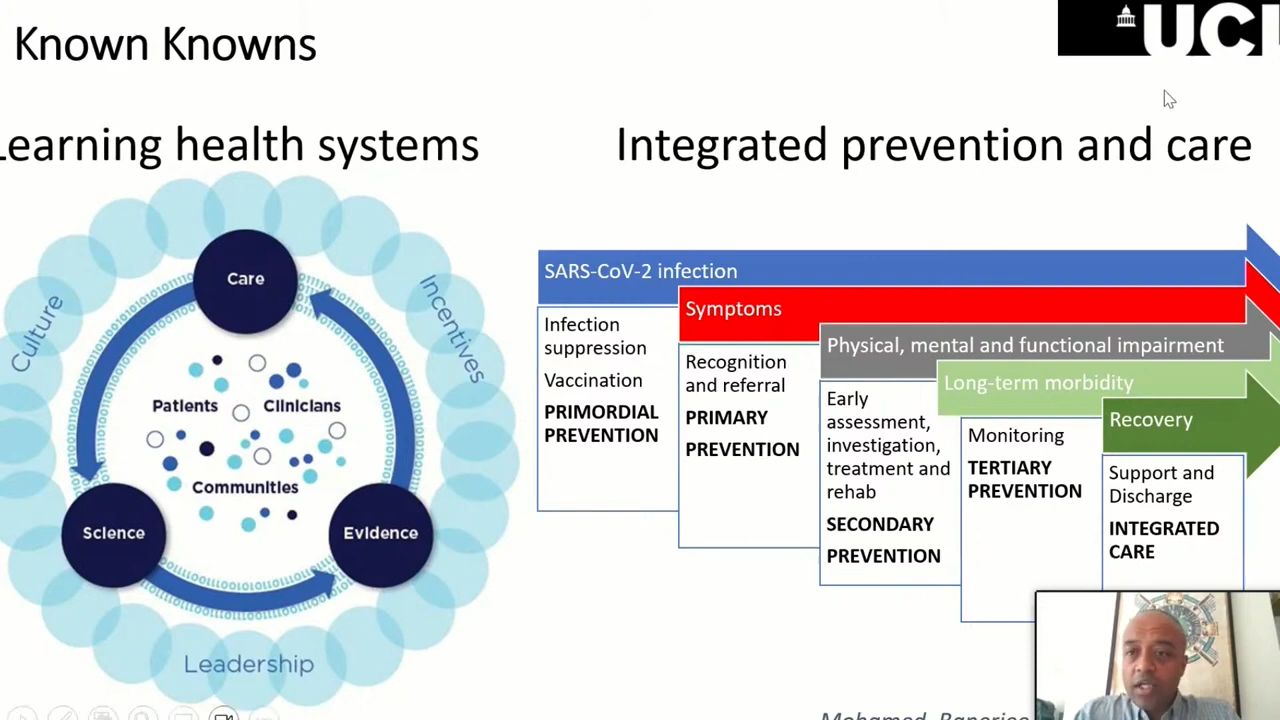 Known Knowns
UCL
Learning health systems
Integrated prevention and care
Care
Culture
Incentives
Patients
Clinicians
Communities
Science
Evidence
Leadership
SARS-CoV-2 infection
Infection
suppression
Vaccination
PRIMORDIAL
PREVENTION
Symptoms
Recognition
and referral
PRIMARY
PREVENTION
Physical, mental and functional impairment
Early
assessment,
investigation,
treatment and
rehab
SECONDARY
PREVENTION
Long-term morbidity
Monitoring
TERTIARY
PREVENTION
Recovery
Support and
Discharge
INTEGRATED
CARE
Mohamed, Banerjee